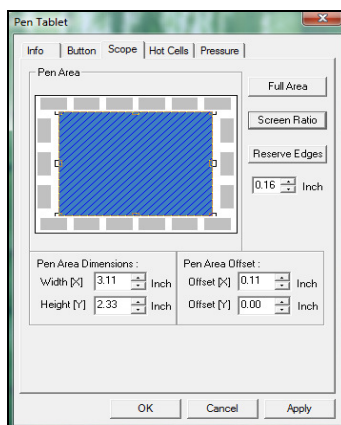 Pen Tablet
Info Button Scope Hot Cells Pressure
Pen Area
Full Area
Screen Ratio
Reserve Edges
0.16 Inch
Pen Area Dimensions : Pen Area Offset :
Width [X] 3.11 Inch Offset [X] 0.11 Inch
Height [Y] 2.33 Inch Offset [Y] 0.00 Inch
OK Cancel Apply